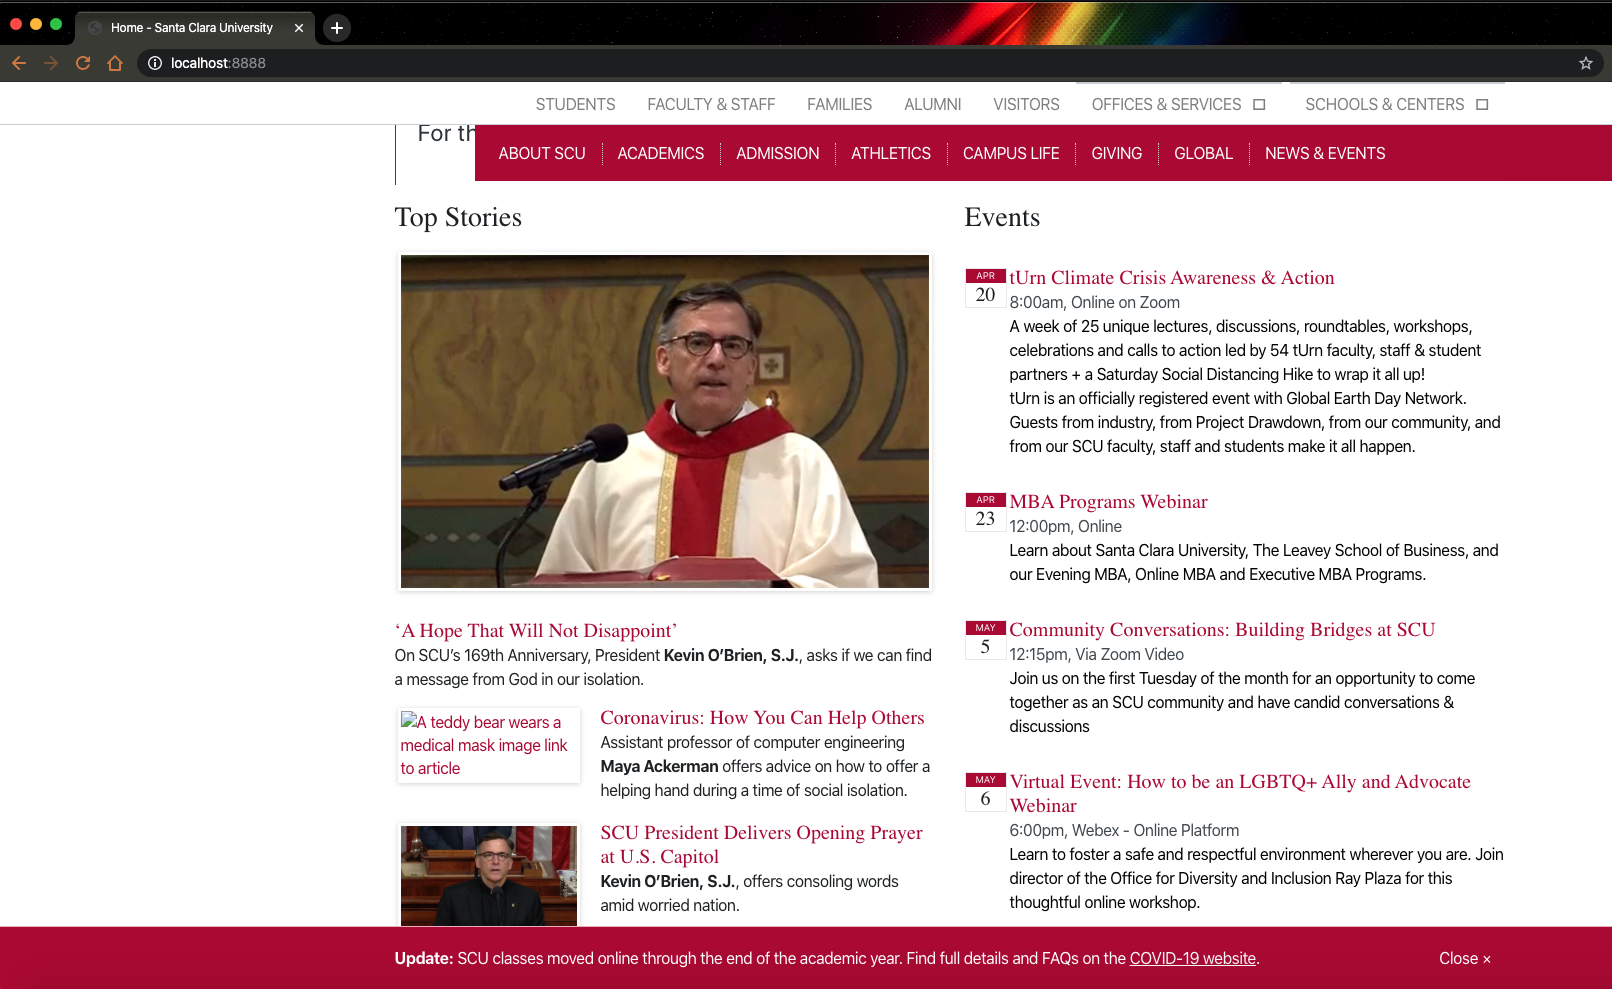 Home - Santa Clara University
localhost:8888
STUDENTS FACULTY & STAFF FAMILIES ALUMNI VISITORS OFFICES & SERVICES SCHOOLS & CENTERS
For th
ABOUT SCU ACADEMICS ADMISSION ATHLETICS CAMPUS LIFE GIVING GLOBAL NEWS & EVENTS
Top Stories
‘A Hope That Will Not Disappoint’
On SCU’s 169th Anniversary, President Kevin O’Brien, S.J., asks if we can find
a message from God in our isolation.
A teddy bear wears a
medical mask image link
to article
Coronavirus: How You Can Help Others
Assistant professor of computer engineering
Maya Ackerman offers advice on how to offer a
helping hand during a time of social isolation.
SCU President Delivers Opening Prayer
at U.S. Capitol
Kevin O’Brien, S.J., offers consoling words
amid worried nation.
Events
APR
20
tUrn Climate Crisis Awareness & Action
8:00am, Online on Zoom
A week of 25 unique lectures, discussions, roundtables, workshops,
celebrations and calls to action led by 54 tUrn faculty, staff & student
partners + a Saturday Social Distancing Hike to wrap it all up!
tUrn is an officially registered event with Global Earth Day Network.
Guests from industry, from Project Drawdown, from our community, and
from our SCU faculty, staff and students make it all happen.
APR
23
MBA Programs Webinar
12:00pm, Online
Learn about Santa Clara University, The Leavey School of Business, and
our Evening MBA, Online MBA and Executive MBA Programs.
MAY
5
Community Conversations: Building Bridges at SCU
12:15pm, Via Zoom Video
Join us on the first Tuesday of the month for an opportunity to come
together as an SCU community and have candid conversations &
discussions
MAY
6
Virtual Event: How to be an LGBTQ+ Ally and Advocate
Webinar
6:00pm, Webex - Online Platform
Learn to foster a safe and respectful environment wherever you are. Join
director of the Office for Diversity and Inclusion Ray Plaza for this
thoughtful online workshop.
Update: SCU classes moved online through the end of the academic year. Find full details and FAQs on the COVID-19 website.
Close ×